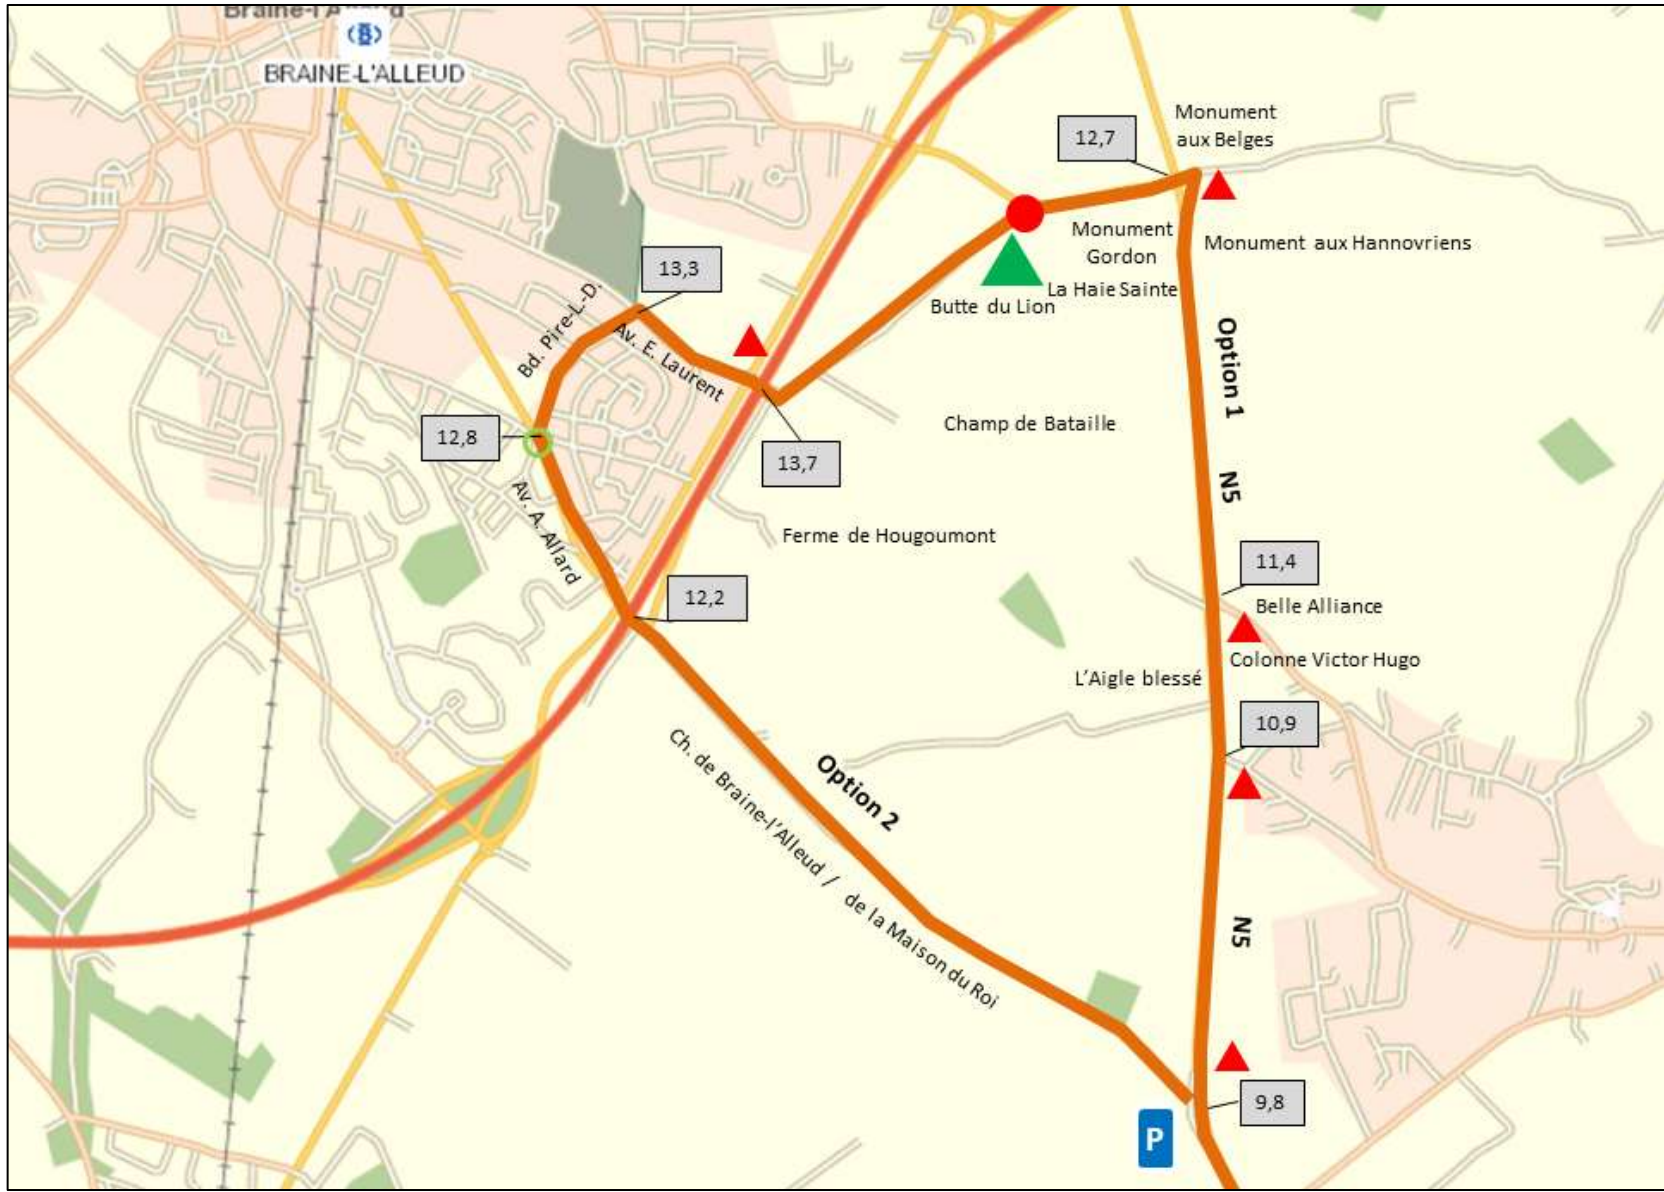 Braine-l'Alleud
B
BRAINE-L'ALLEUD
Monument
aux Belges
12,7
Monument
Gordon
Monument aux Hannovriens
13,3
La Haie Sainte
Butte du Lion
Bd. Pire-L.-D.
Av. E. Laurent
Option 1
12,8
Champ de Bataille
13,7
N5
Av. A. Allard
Ferme de Hougoumont
11,4
12,2
Belle Alliance
Colonne Victor Hugo
L'Aigle blessé
10,9
Ch. de Braine-l'Alleud / de la Maison du Roi
Option 2
N5
9,8
P